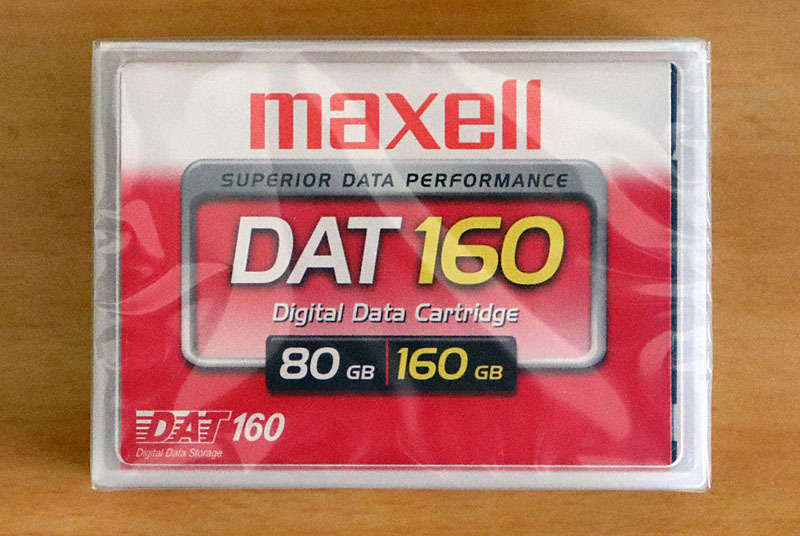 maxell
SUPERIOR DATA PERFORMANCE
DAT 160
Digital Data Cartridge
80 GB 160 GB
DAT 160
Digital Data Storage